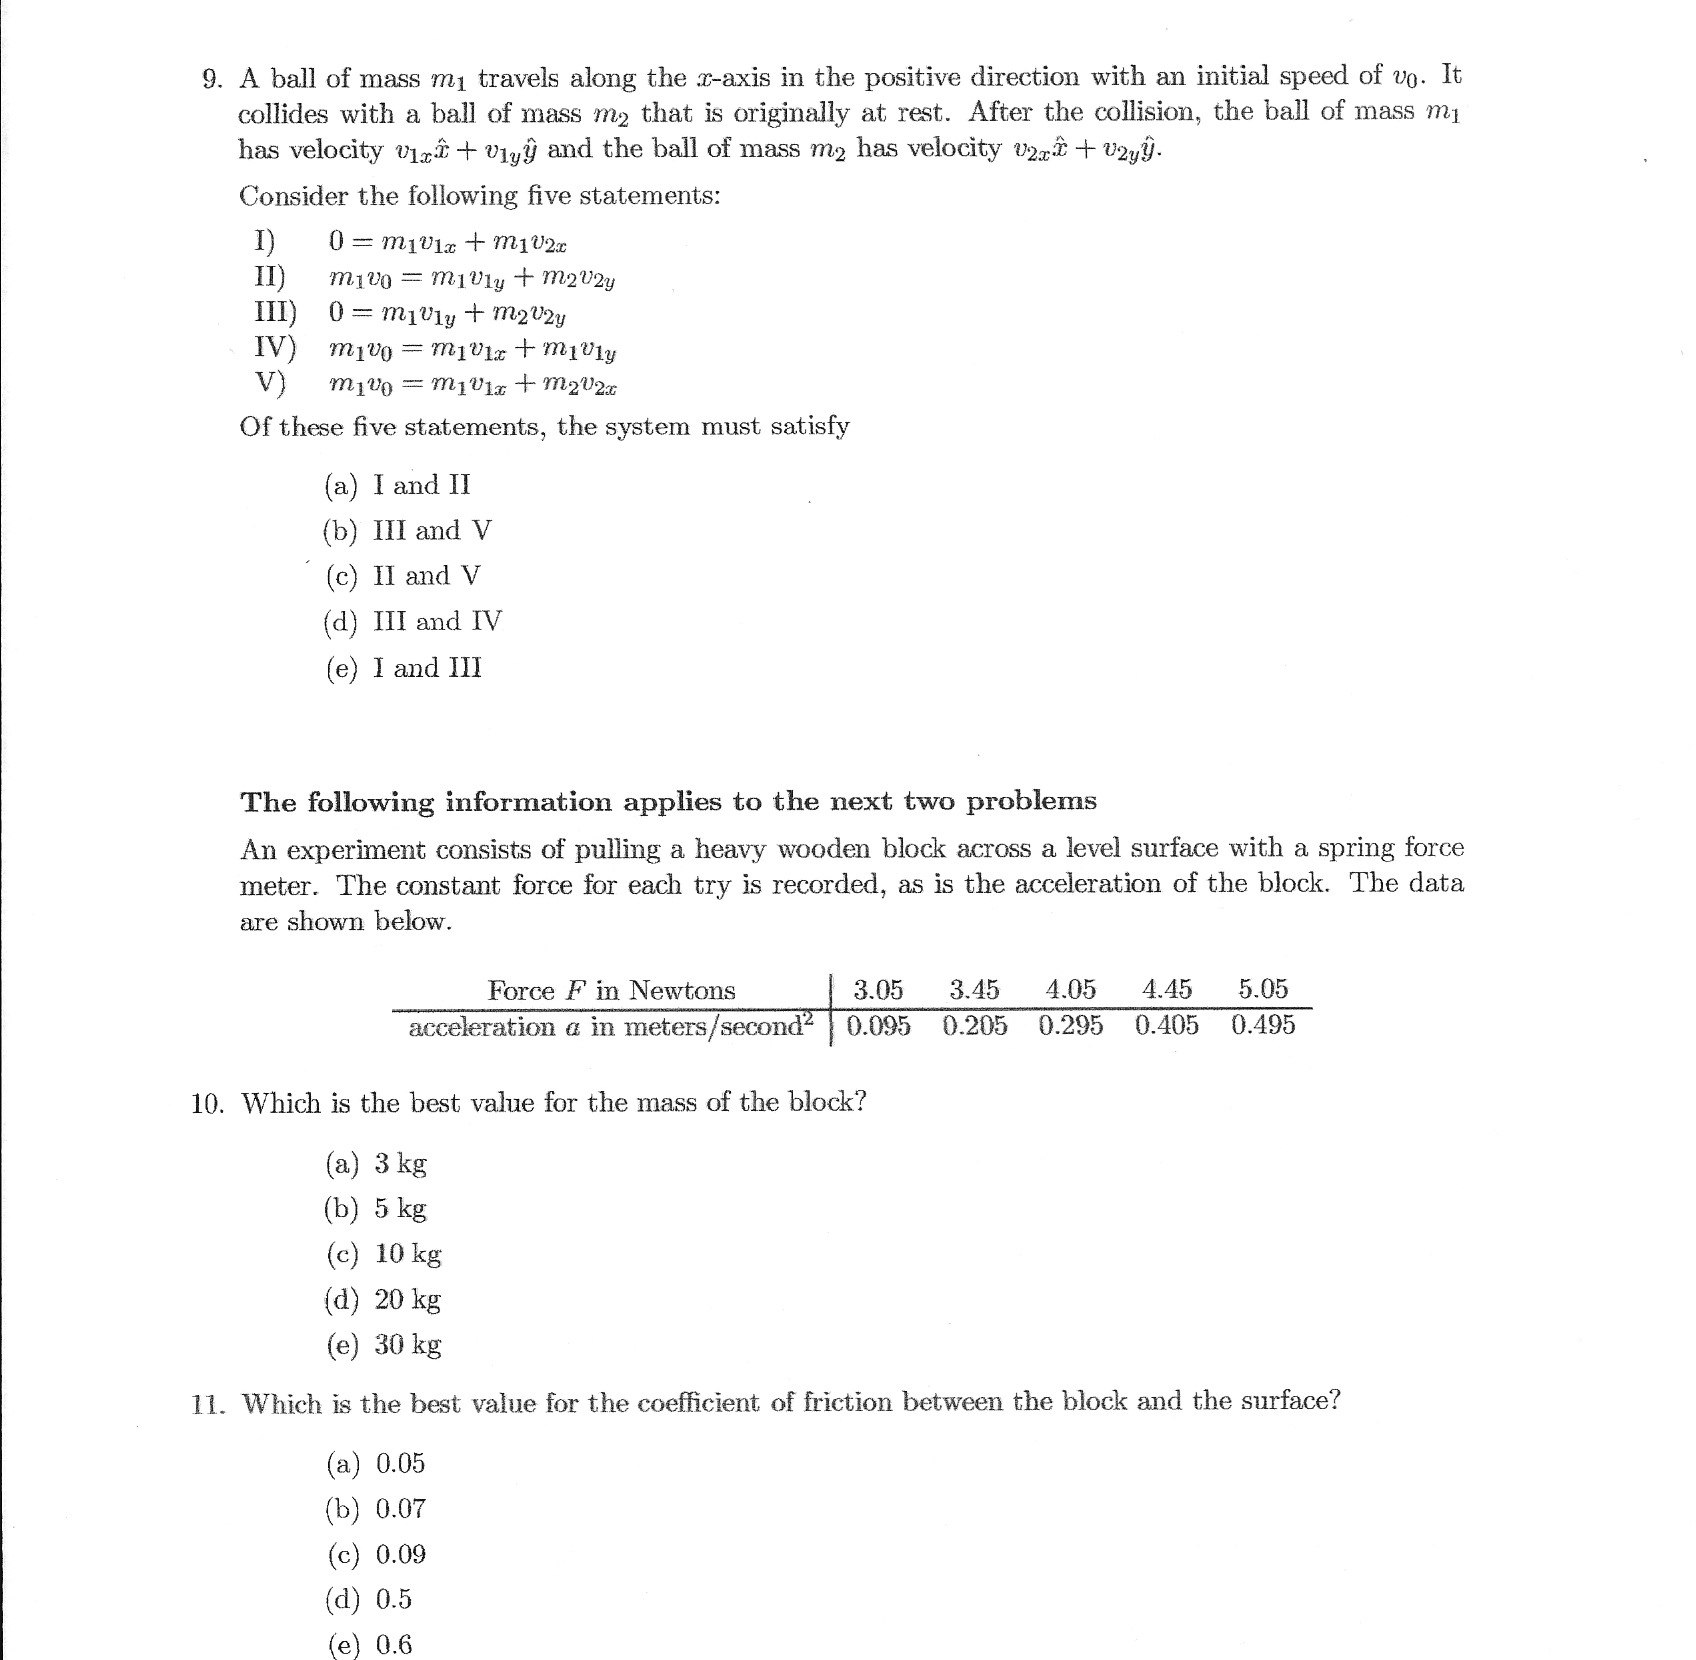 9. A ball of mass m₁ travels along the x-axis in the positive direction with an initial speed of v₀. It
collides with a ball of mass m₂ that is originally at rest. After the collision, the ball of mass m₁
has velocity v₁ₓx̂ + v₁yŷ and the ball of mass m₂ has velocity v₂ₓx̂ + v₂yŷ.
Consider the following five statements:
I) 0 = m₁v₁ₓ + m₁v₂ₓ
II) m₁v₀ = m₁v₁y + m₂v₂y
III) 0 = m₁v₁y + m₂v₂y
IV) m₁v₀ = m₁v₁ₓ + m₁v₁y
V) m₁v₀ = m₁v₁ₓ + m₂v₂ₓ
Of these five statements, the system must satisfy
(a) I and II
(b) III and V
(c) II and V
(d) III and IV
(e) I and III
The following information applies to the next two problems
An experiment consists of pulling a heavy wooden block across a level surface with a spring force
meter. The constant force for each try is recorded, as is the acceleration of the block. The data
are shown below.
Force F in Newtons 3.05 3.45 4.05 4.45 5.05
acceleration a in meters/second² 0.095 0.205 0.295 0.405 0.495
10. Which is the best value for the mass of the block?
(a) 3 kg
(b) 5 kg
(c) 10 kg
(d) 20 kg
(e) 30 kg
11. Which is the best value for the coefficient of friction between the block and the surface?
(a) 0.05
(b) 0.07
(c) 0.09
(d) 0.5
(e) 0.6